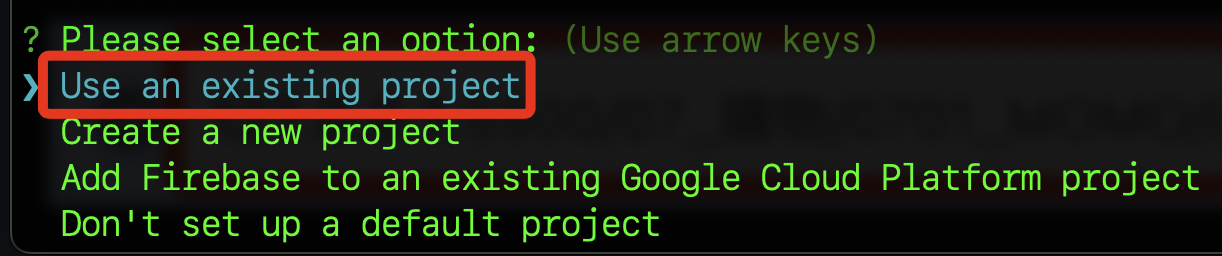 ? Please select an option: (Use arrow keys)
❯ Use an existing project
Create a new project
Add Firebase to an existing Google Cloud Platform project
Don't set up a default project